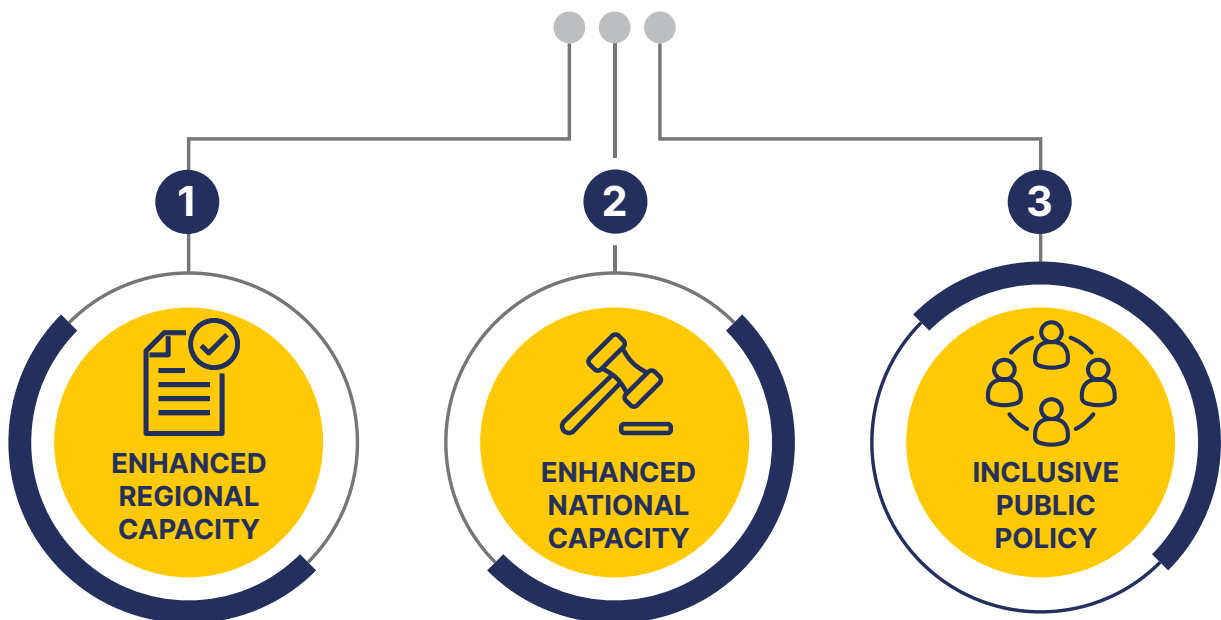 1
2
3
ENHANCED
REGIONAL
CAPACITY
ENHANCED
NATIONAL
CAPACITY
INCLUSIVE
PUBLIC
POLICY